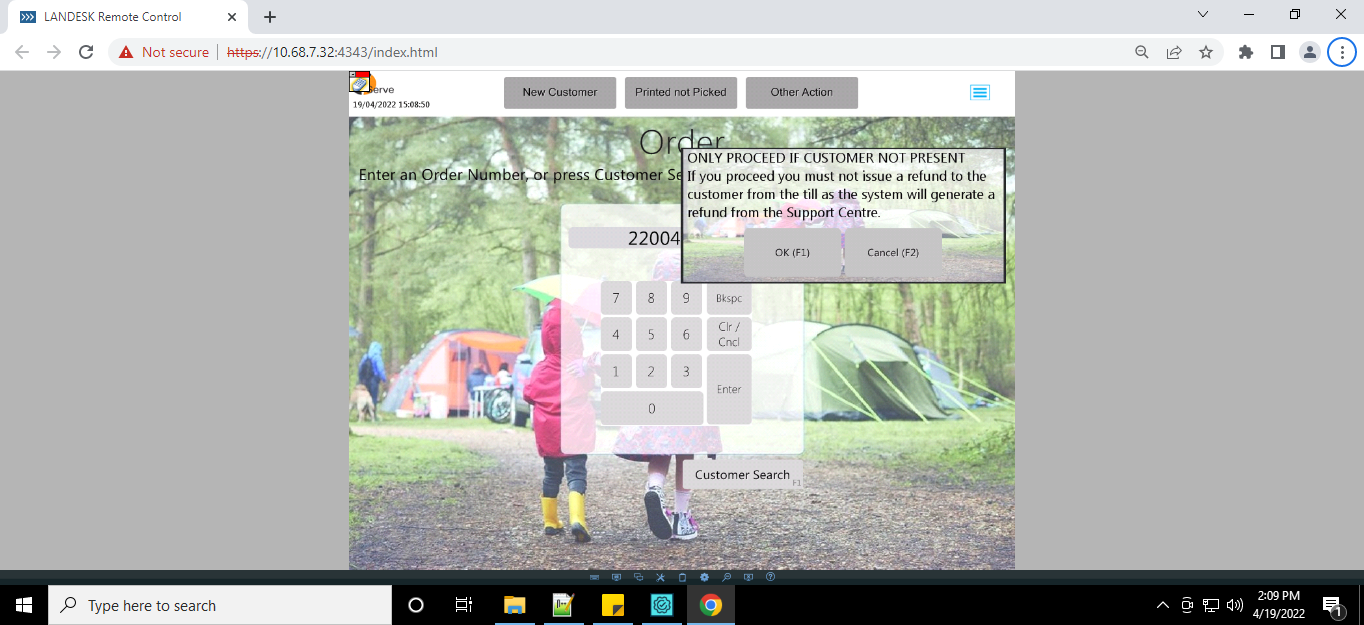 LANDESK Remote Control
Not secure
https://10.68.7.32:4343/index.html
erve
19/04/2022 15:08:50
New Customer
Printed not Picked
Other Action
Order
Enter an Order Number, or press Customer Se
ONLY PROCEED IF CUSTOMER NOT PRESENT
If you proceed you must not issue a refund to the
customer from the till as the system will generate a
refund from the Support Centre.
OK (F1)
Cancel (F2)
22004
7 8 9 Bkspc
4 5 6 Clr /
Cncl
1 2 3 Enter
0
Customer Search F1
Type here to search
2:09 PM
4/19/2022
1